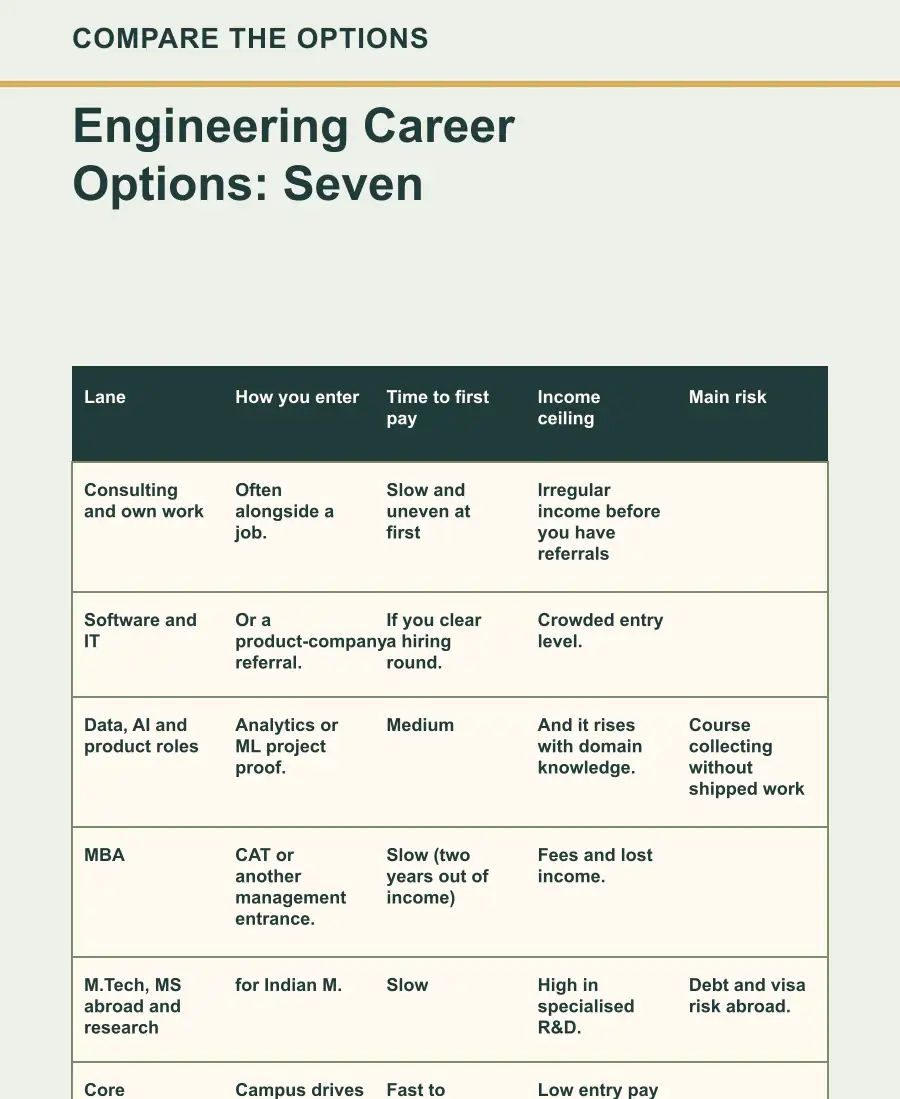 COMPARE THE OPTIONS
Engineering Career
Options: Seven
Lane
How you enter
Time to first
pay
Income
ceiling
Main risk
Consulting
and own work
Often
alongside a
job.
Slow and
uneven at
first
Irregular
income before
you have
referrals
Software and
IT
Or a
product-company
referral.
If you clear
a hiring
round.
Crowded entry
level.
Data, AI and
product roles
Analytics or
ML project
proof.
Medium
And it rises
with domain
knowledge.
Course
collecting
without
shipped work
MBA
CAT or
another
management
entrance.
Slow (two
years out of
income)
Fees and lost
income.
M.Tech, MS
abroad and
research
for Indian M.
Slow
High in
specialised
R&D.
Debt and visa
risk abroad.
Core
Campus drives
Fast to
Low entry pay